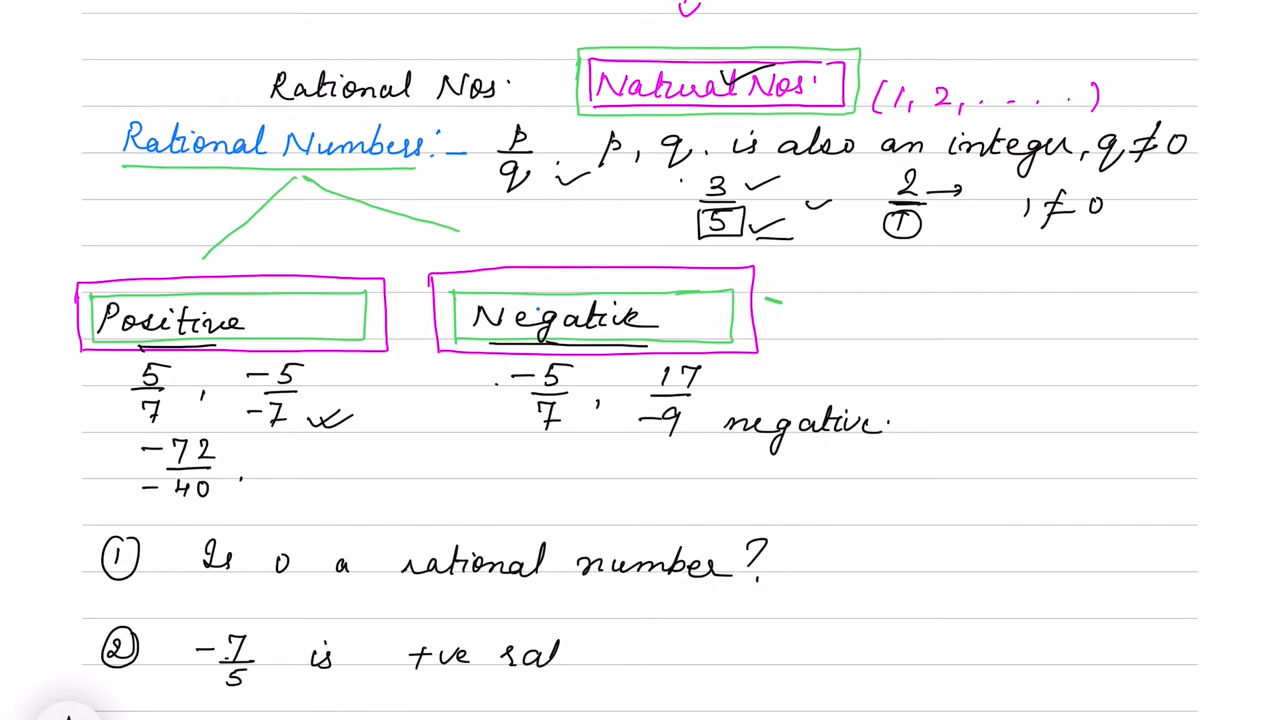 Rational Nos. Natural Nos. (1, 2, . . . . .)
Rational Numbers:- p/q . p, q. is also an integer, q ≠ 0
3/5 2/1 → , ≠ 0
Positive Negative
5/7 , -5/-7 -5/7 , 17/-9 negative.
-72/-40 .
① Is 0 a rational number?
② -7/5 is +ve ral